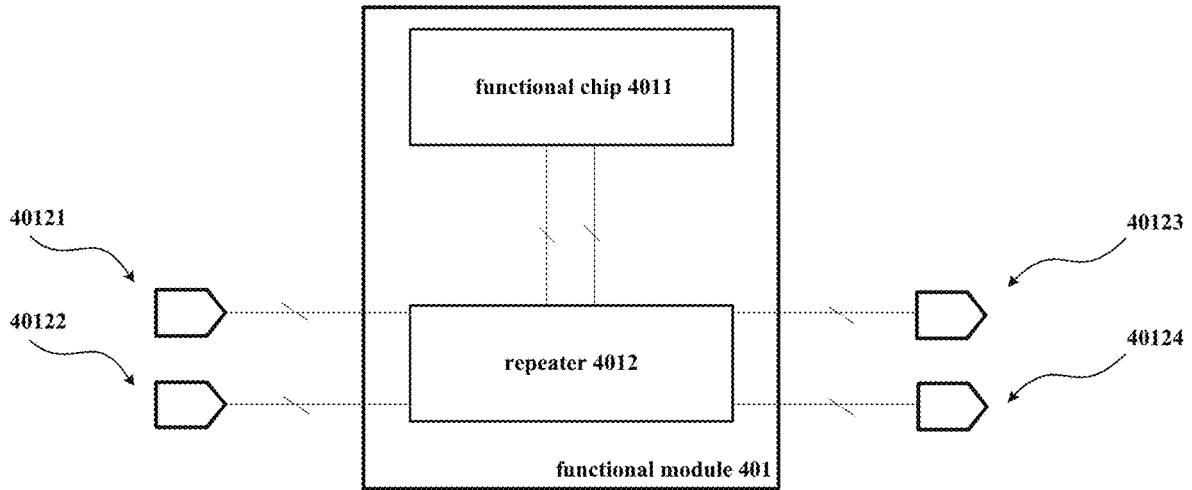 functional chip 4011
40121
40123
40122
40124
repeater 4012
functional module 401